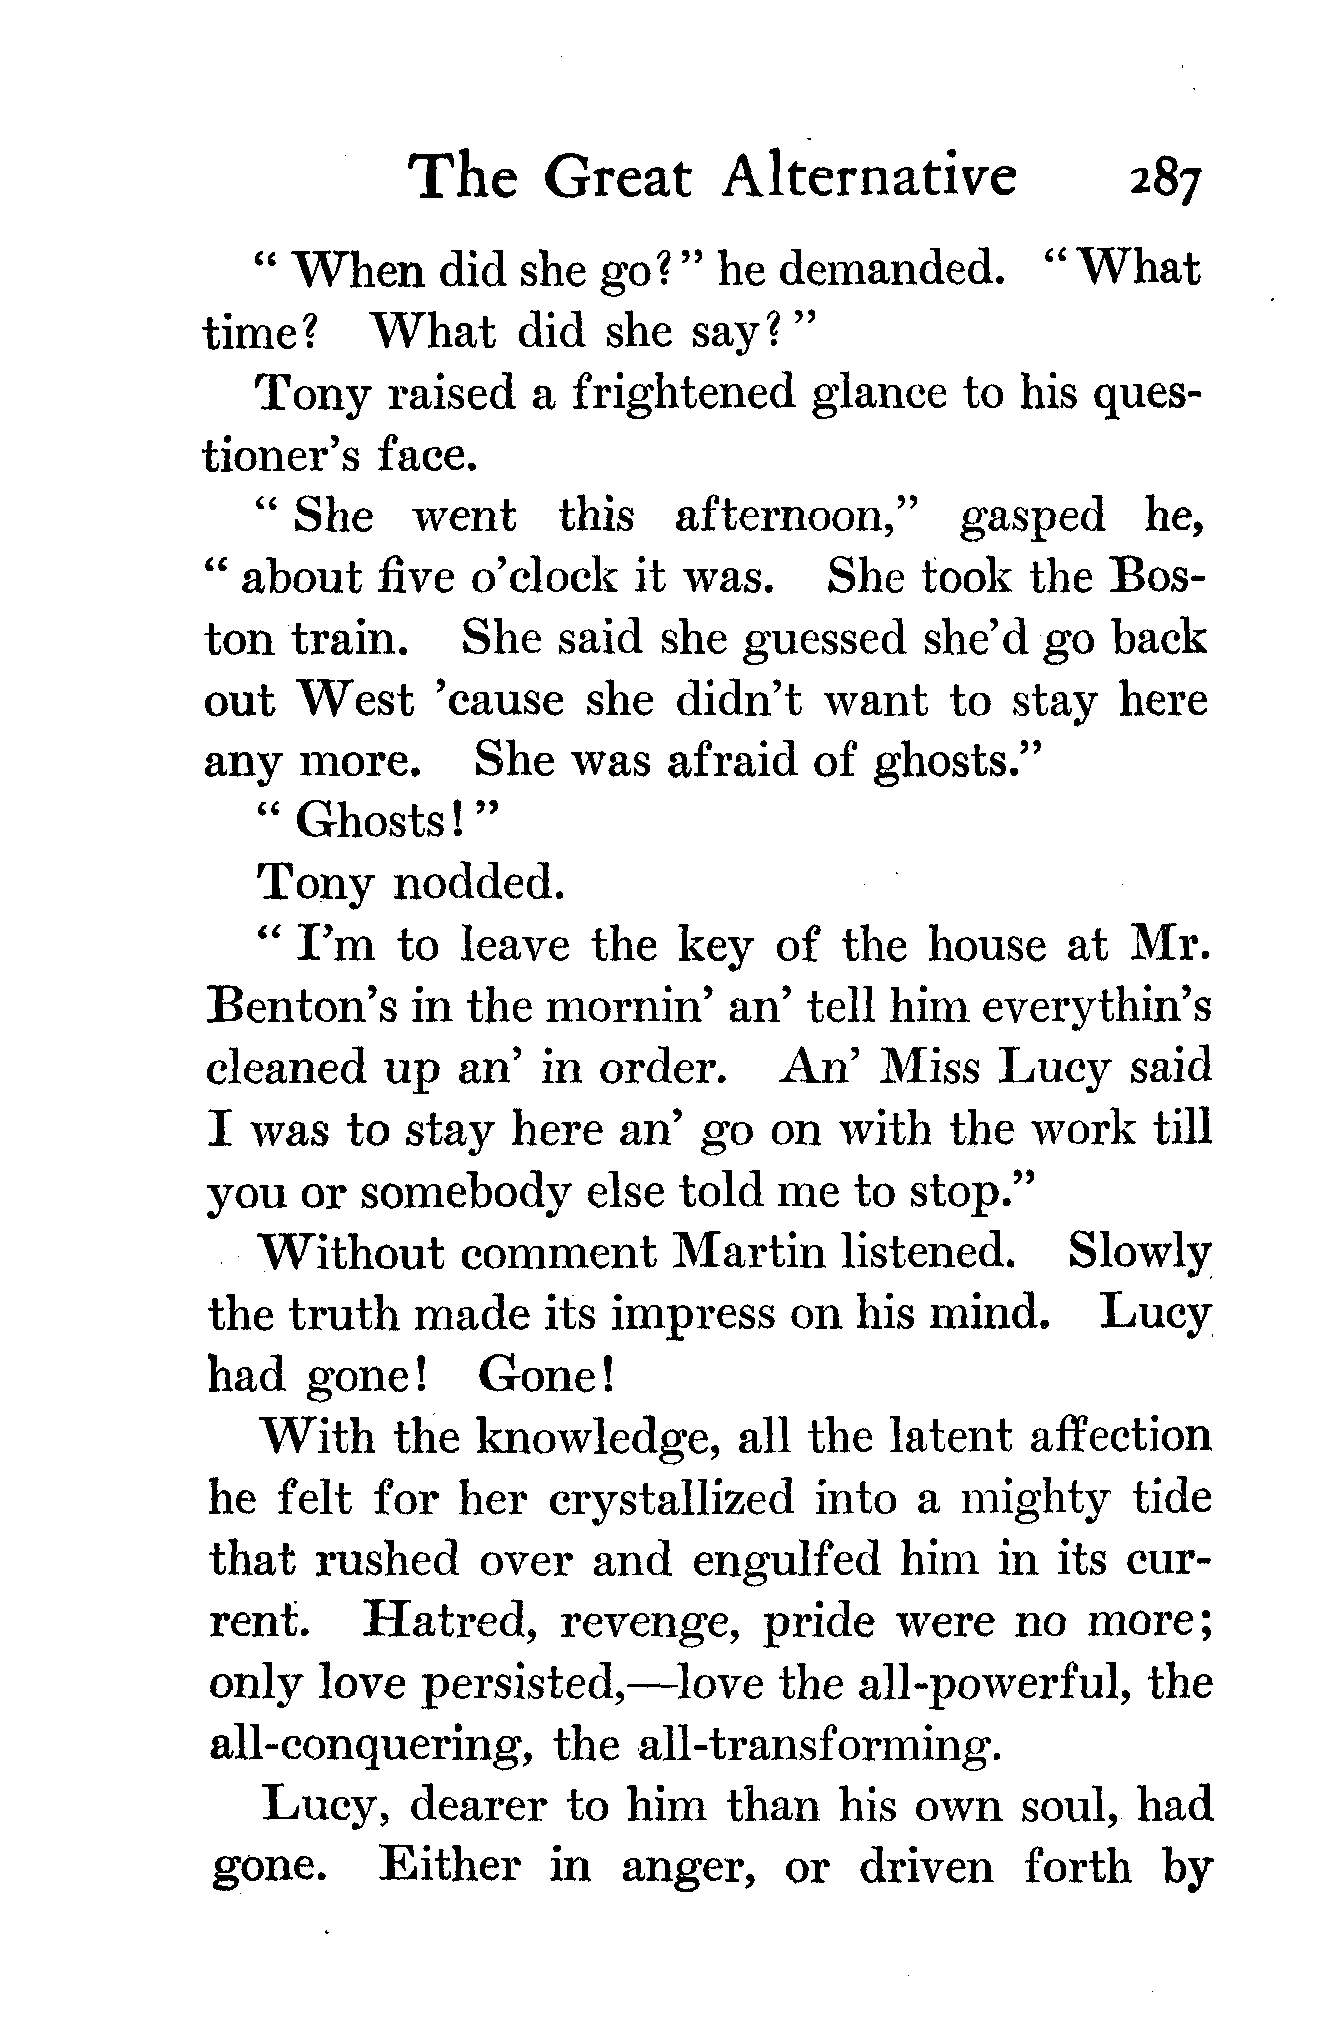 The Great Alternative 287
“ When did she go? ” he demanded. “ What
time? What did she say? ”
Tony raised a frightened glance to his ques-
tioner’s face.
“ She went this afternoon,” gasped he,
“ about five o’clock it was. She took the Bos-
ton train. She said she guessed she’d go back
out West ’cause she didn’t want to stay here
any more. She was afraid of ghosts.”
“ Ghosts! ”
Tony nodded.
“ I’m to leave the key of the house at Mr.
Benton’s in the mornin’ an’ tell him everythin’s
cleaned up an’ in order. An’ Miss Lucy said
I was to stay here an’ go on with the work till
you or somebody else told me to stop.”
Without comment Martin listened. Slowly
the truth made its impress on his mind. Lucy
had gone! Gone!
With the knowledge, all the latent affection
he felt for her crystallized into a mighty tide
that rushed over and engulfed him in its cur-
rent. Hatred, revenge, pride were no more;
only love persisted,—love the all-powerful, the
all-conquering, the all-transforming.
Lucy, dearer to him than his own soul, had
gone. Either in anger, or driven forth by